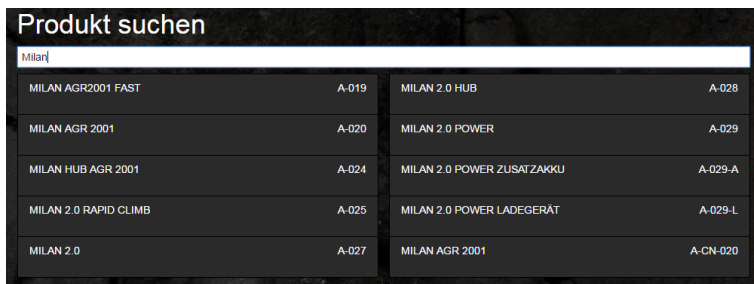 Produkt suchen
Milan
MILAN AGR2001 FAST A-019
MILAN AGR 2001 A-020
MILAN HUB AGR 2001 A-024
MILAN 2.0 RAPID CLIMB A-025
MILAN 2.0 A-027
MILAN 2.0 HUB A-028
MILAN 2.0 POWER A-029
MILAN 2.0 POWER ZUSATZAKKU A-029-A
MILAN 2.0 POWER LADEGERÄT A-029-L
MILAN AGR 2001 A-CN-020